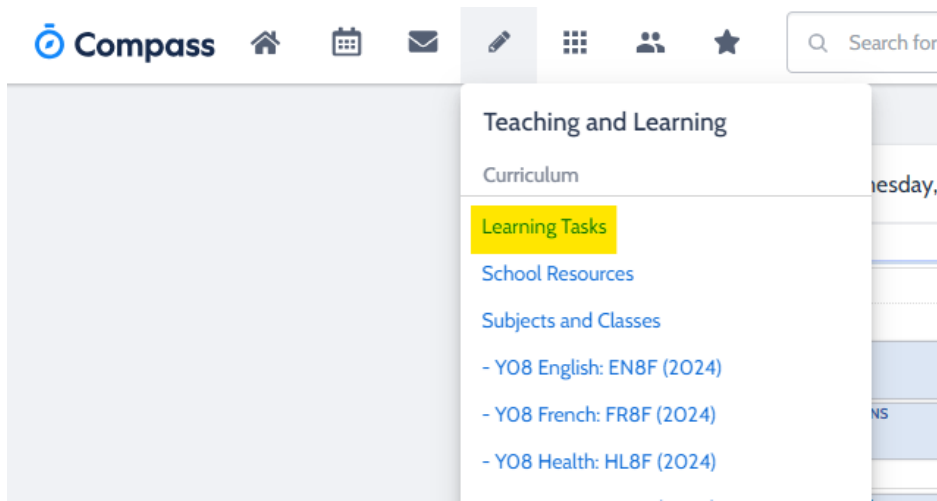 Compass
Search for
Teaching and Learning
Curriculum
Learning Tasks
School Resources
Subjects and Classes
- Y08 English: EN8F (2024)
- Y08 French: FR8F (2024)
- Y08 Health: HL8F (2024)
nesday,
NS